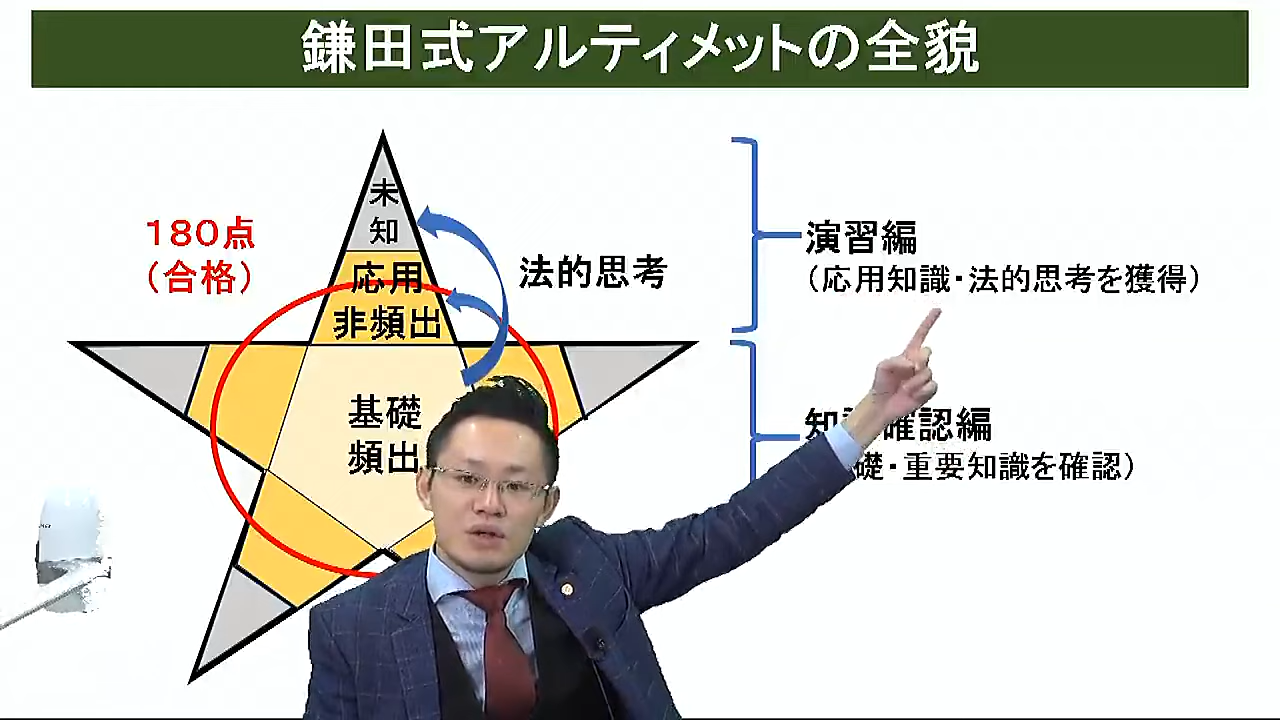 鎌田式アルティメットの全貌
未
知
応用
非頻出
基礎
頻出
180点
(合格)
法的思考
演習編
(応用知識・法的思考を獲得)
知 確認編
礎・重要知識を確認)